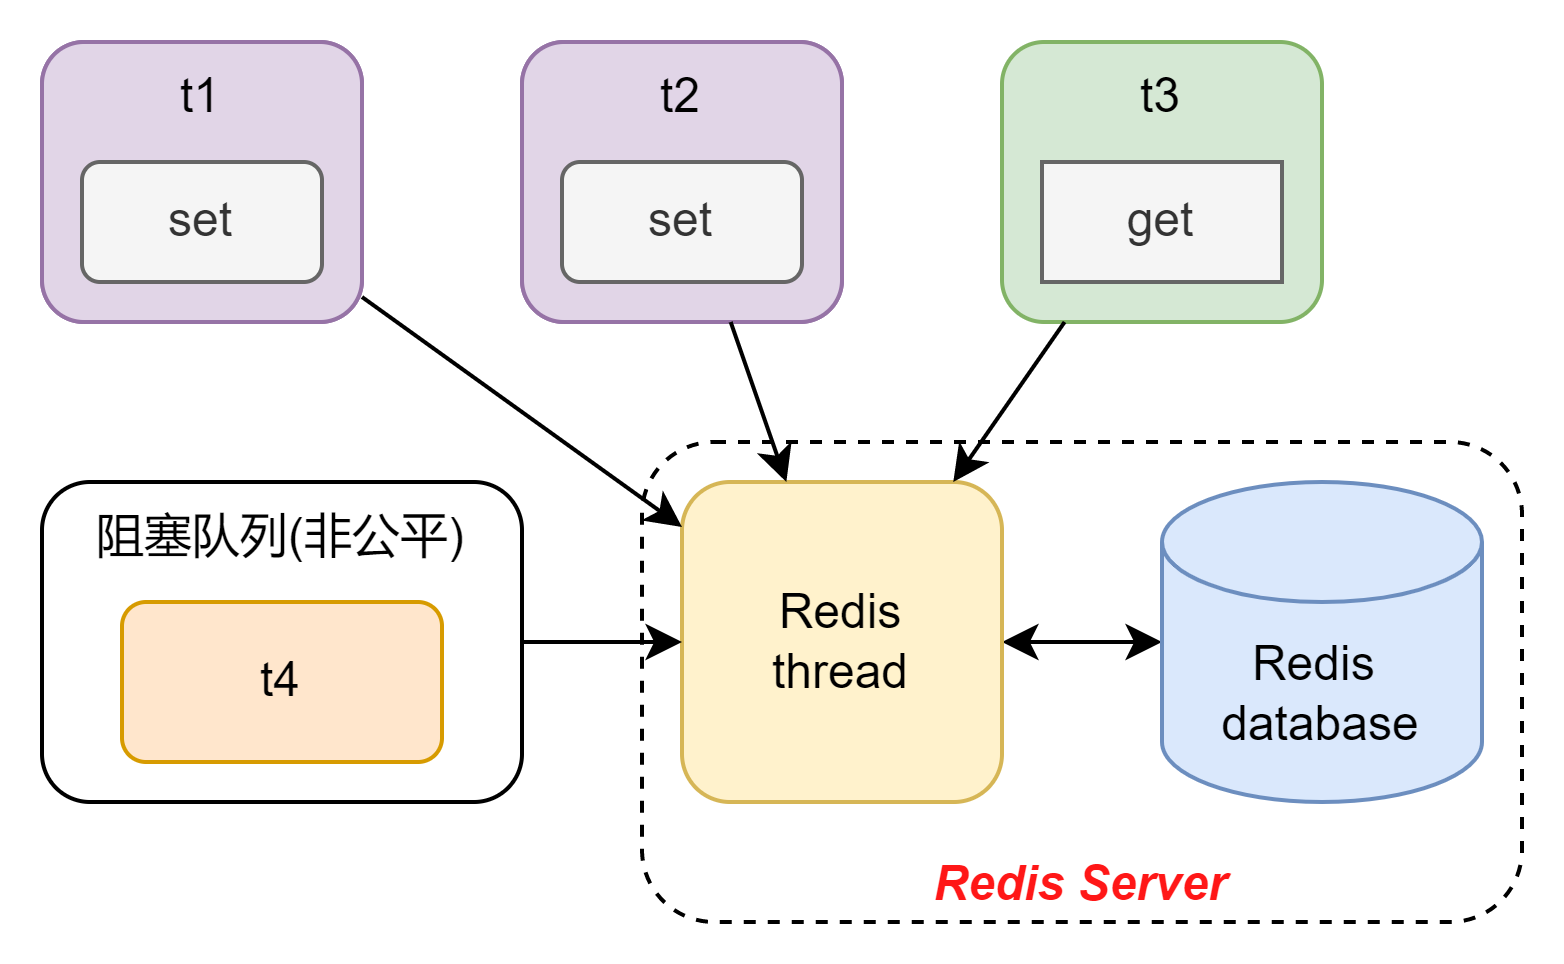 t1
set
t2
set
t3
get
阻塞队列(非公平)
t4
Redis
thread
Redis
database
Redis Server